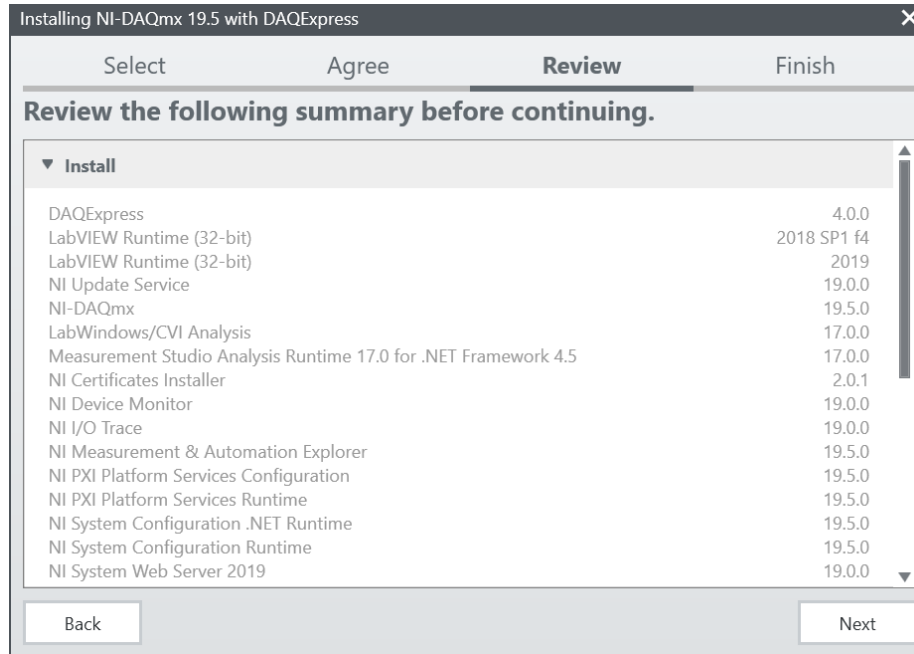 Installing NI-DAQmx 19.5 with DAQExpress
Select Agree Review Finish
Review the following summary before continuing.
Install
DAQExpress 4.0.0
LabVIEW Runtime (32-bit) 2018 SP1 f4
LabVIEW Runtime (32-bit) 2019
NI Update Service 19.0.0
NI-DAQmx 19.5.0
LabWindows/CVI Analysis 17.0.0
Measurement Studio Analysis Runtime 17.0 for .NET Framework 4.5 17.0.0
NI Certificates Installer 2.0.1
NI Device Monitor 19.0.0
NI I/O Trace 19.0.0
NI Measurement & Automation Explorer 19.5.0
NI PXI Platform Services Configuration 19.5.0
NI PXI Platform Services Runtime 19.5.0
NI System Configuration .NET Runtime 19.5.0
NI System Configuration Runtime 19.5.0
NI System Web Server 2019 19.0.0
Back Next